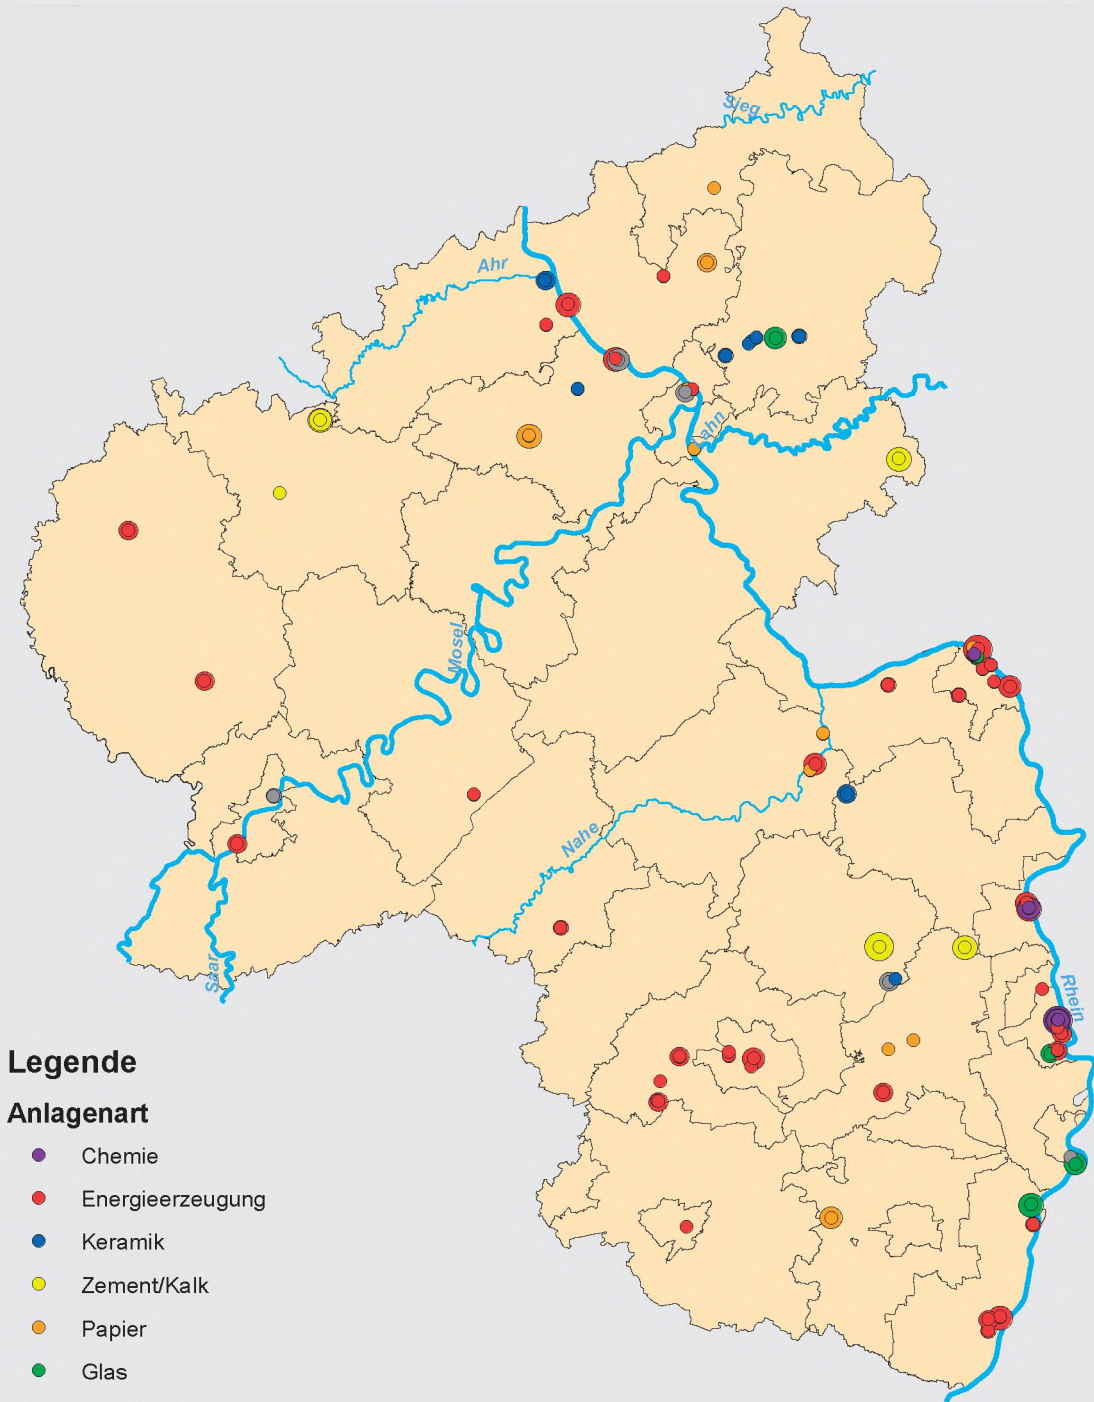 Sieg
Ahr
Lahn
Mosel
Nahe
Saar
Rhein
Legende
Anlagenart
Chemie
Energieerzeugung
Keramik
Zement/Kalk
Papier
Glas